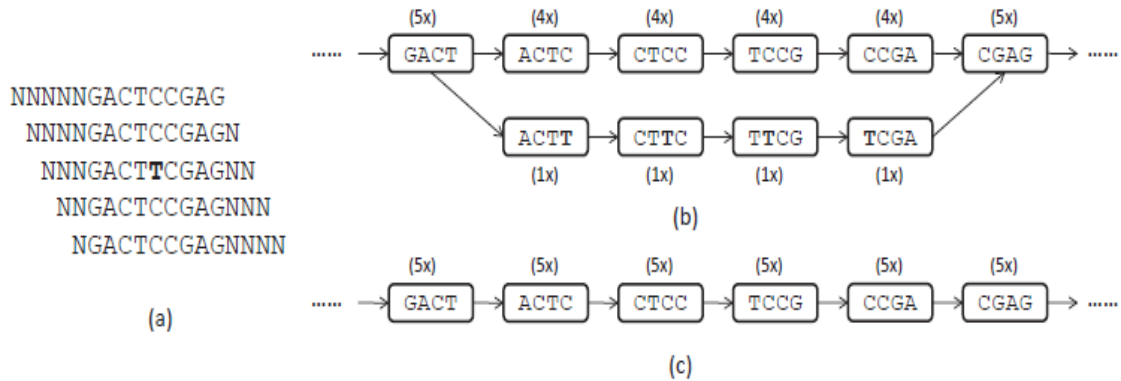 NNNNNGACTCCGAG
NNNNGACTCCGAGN
NNNGACTTCGAGNN
NNGACTCCGAGNNN
NGACTCCGAGNNNN
(a)
(5x) (4x) (4x) (4x) (4x) (5x)
...... GACT ACTC CTCC TCCG CCGA CGAG ......
ACTT CTTC TTCG TCGA
(1x) (1x) (1x) (1x)
(b)
(5x) (5x) (5x) (5x) (5x) (5x)
...... GACT ACTC CTCC TCCG CCGA CGAG ......
(c)